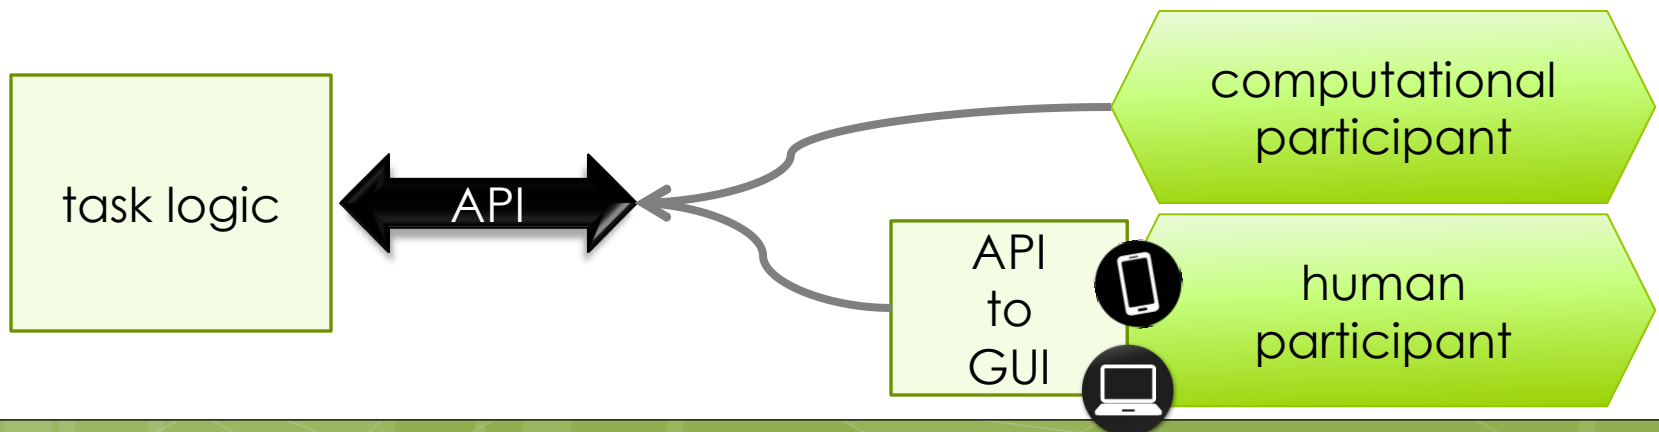 task logic
API
computational
participant
API
to
GUI
human
participant